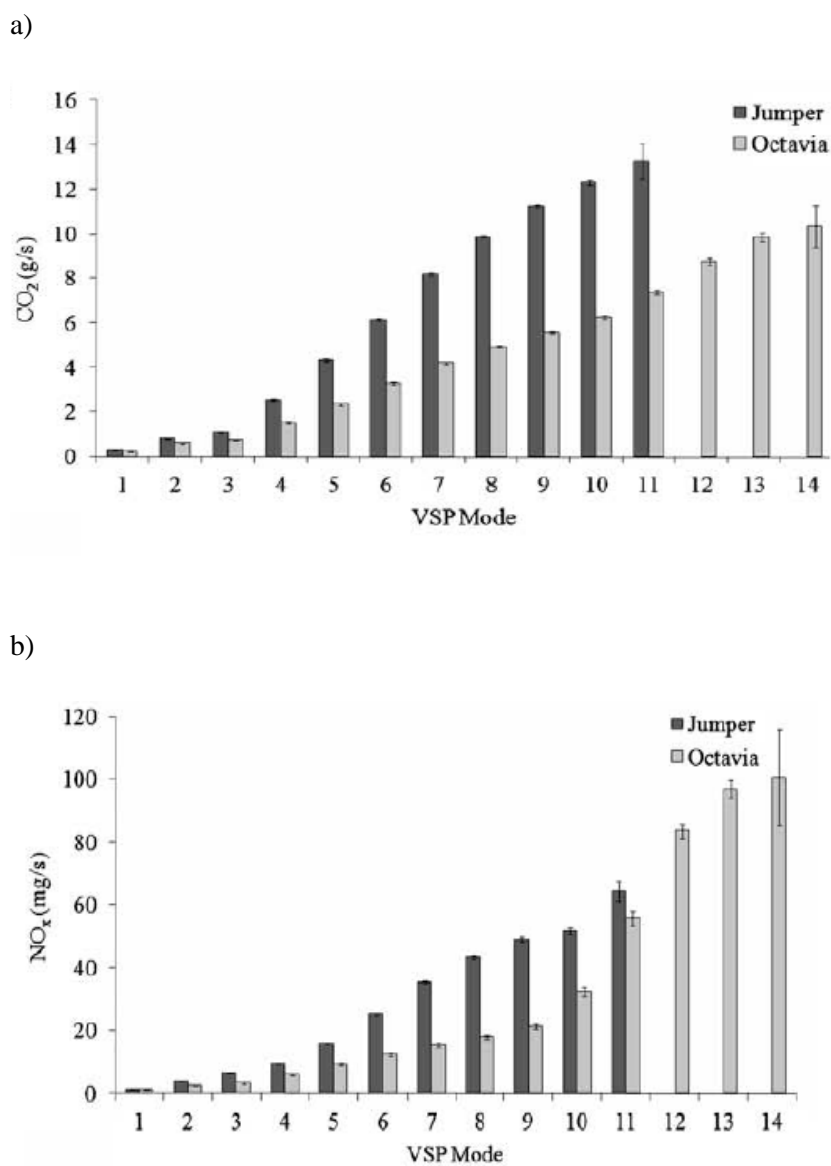 a)
16
14
12
10
8
6
4
2
0
CO₂ (g/s)
Jumper
Octavia
1 2 3 4 5 6 7 8 9 10 11 12 13 14
VSP Mode
b)
120
100
80
60
40
20
0
NOₓ (mg/s)
Jumper
Octavia
1 2 3 4 5 6 7 8 9 10 11 12 13 14
VSP Mode